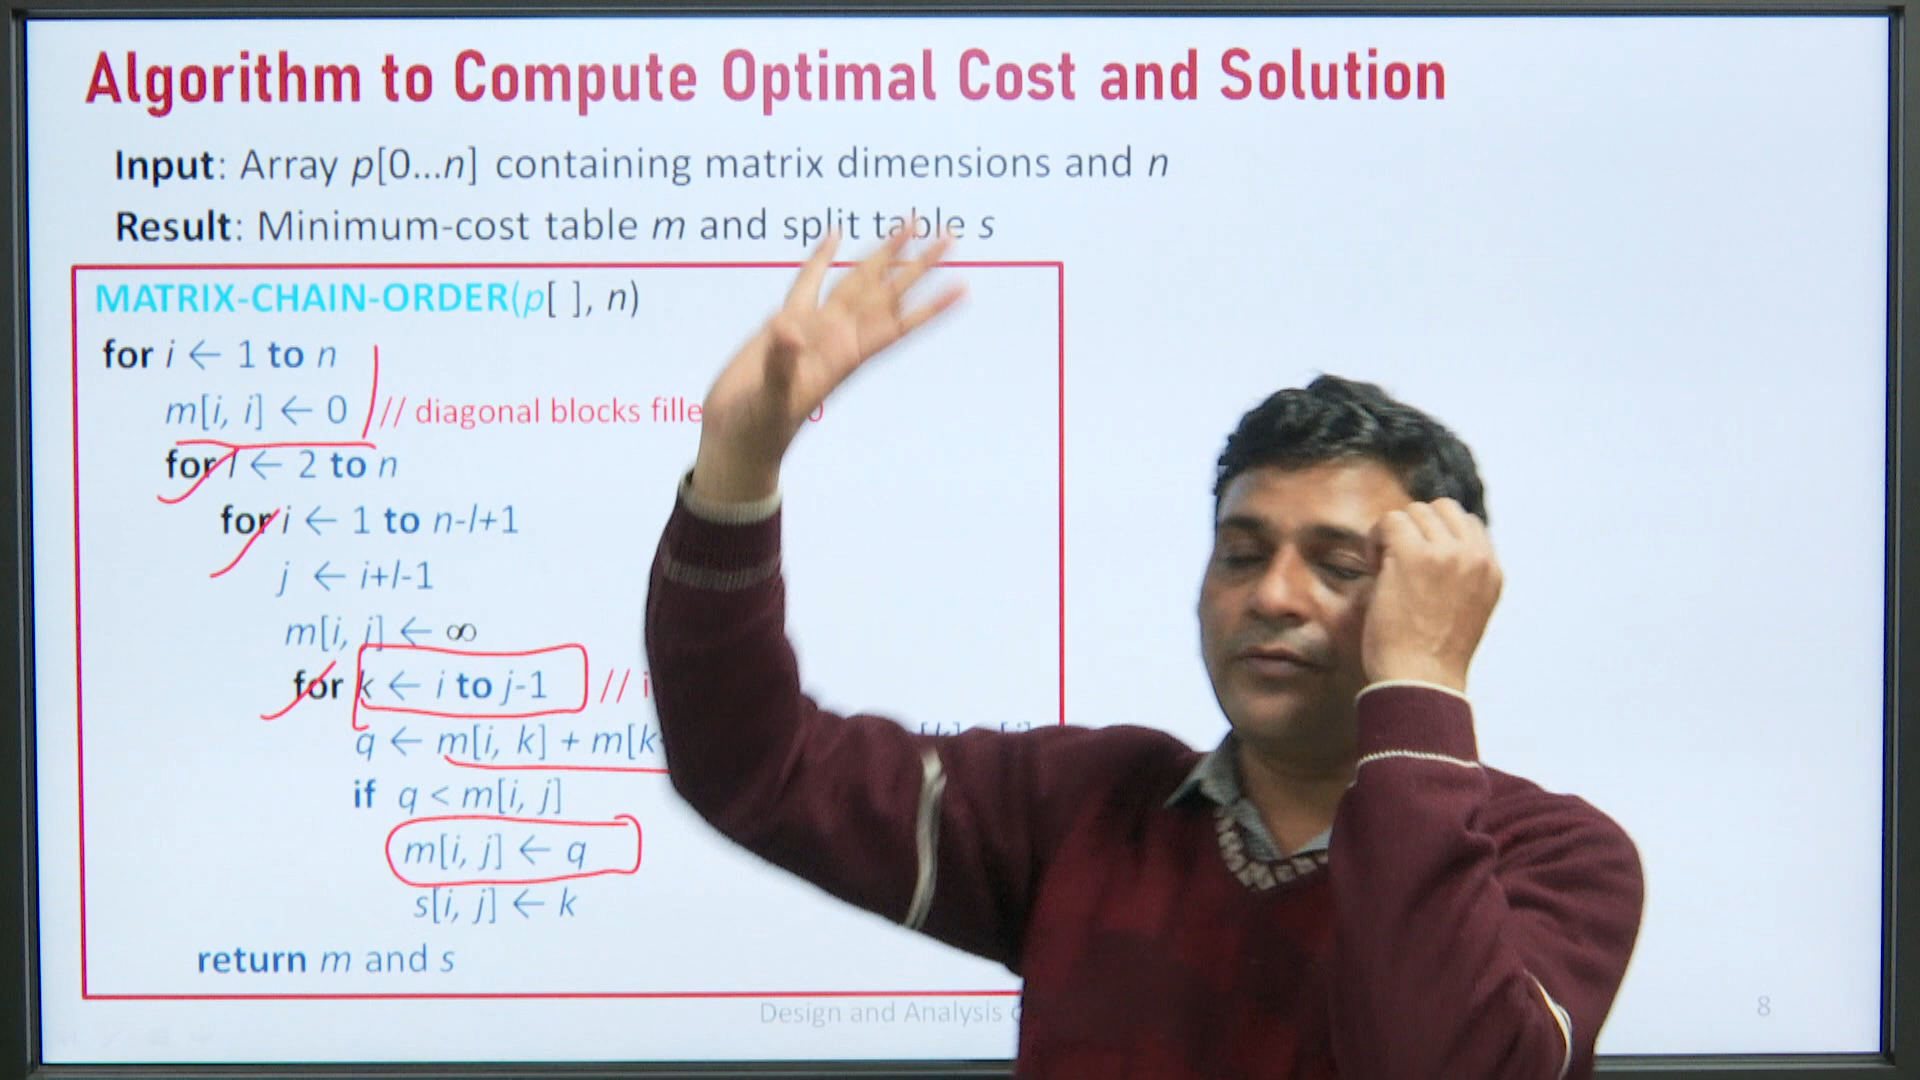 Algorithm to Compute Optimal Cost and Solution
Input: Array p[0...n] containing matrix dimensions and n
Result: Minimum-cost table m and split table s
MATRIX-CHAIN-ORDER(p[ ], n)
for i ← 1 to n
m[i, i] ← 0 // diagonal blocks 0
for l ← 2 to n
for i ← 1 to n-l+1
j ← i+l-1
m[i, j] ← ∞
for k ← i to j-1 //
q ← m[i, k] + m[k
if q < m[i, j]
m[i, j] ← q
s[i, j] ← k
return m and s
Design and Analysis
8